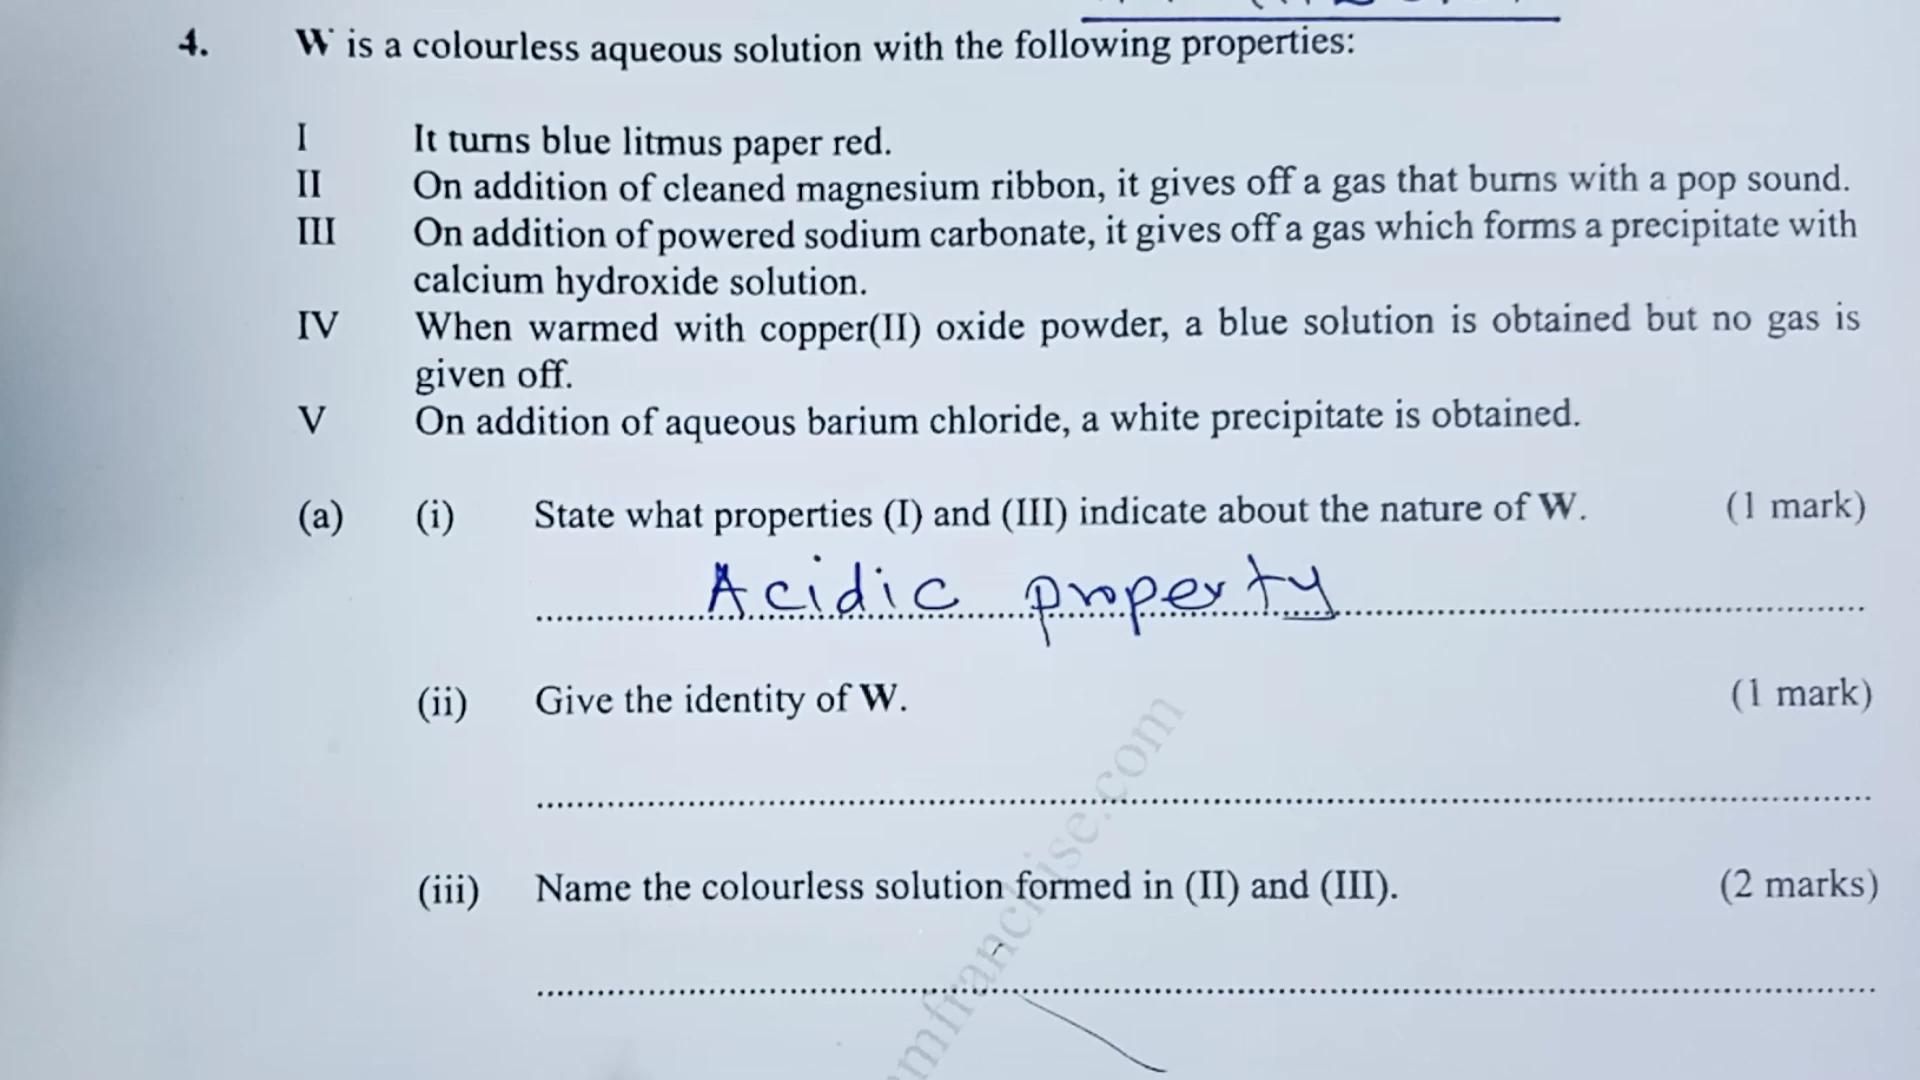 4. W is a colourless aqueous solution with the following properties:
I It turns blue litmus paper red.
II On addition of cleaned magnesium ribbon, it gives off a gas that burns with a pop sound.
III On addition of powered sodium carbonate, it gives off a gas which forms a precipitate with
calcium hydroxide solution.
IV When warmed with copper(II) oxide powder, a blue solution is obtained but no gas is
given off.
V On addition of aqueous barium chloride, a white precipitate is obtained.
(a) (i) State what properties (I) and (III) indicate about the nature of W. (1 mark)
Acidic property
(ii) Give the identity of W. (1 mark)
(iii) Name the colourless solution formed in (II) and (III). (2 marks)
mfranchise.com